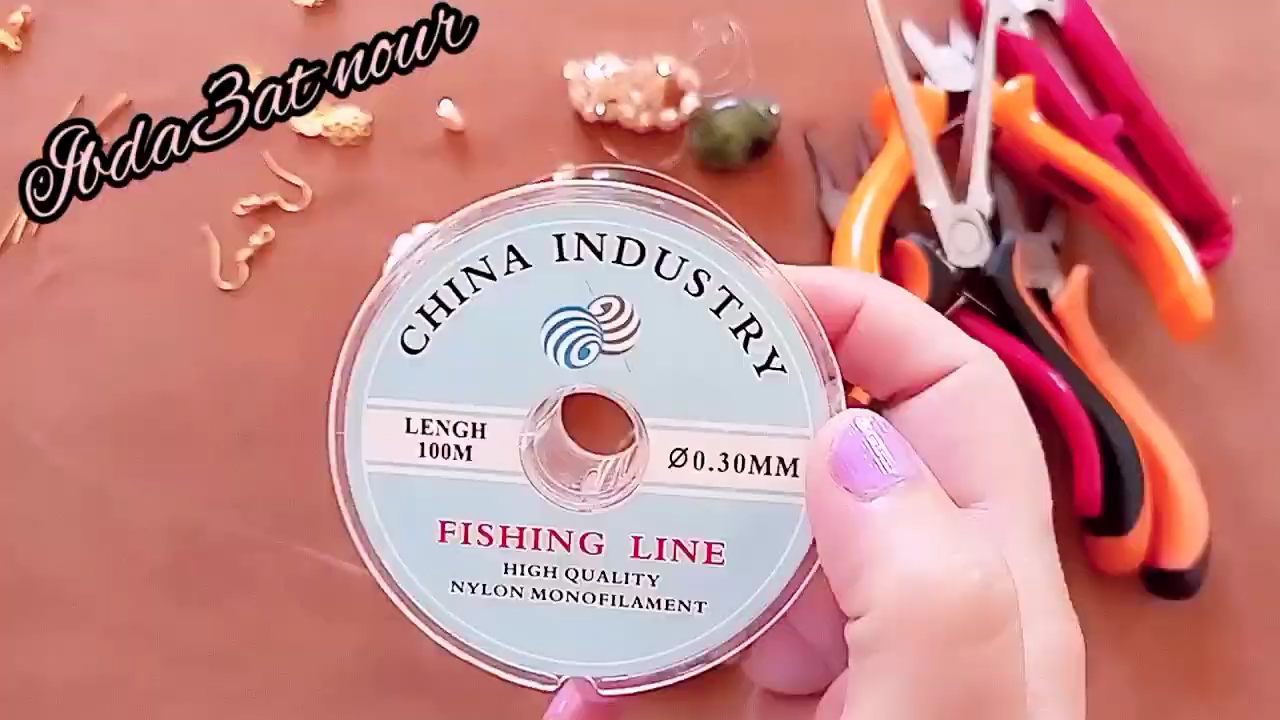 Ibda3at nour
CHINA INDUSTRY
LENGH
100M
Ø0.30MM
FISHING LINE
HIGH QUALITY
NYLON MONOFILAMENT